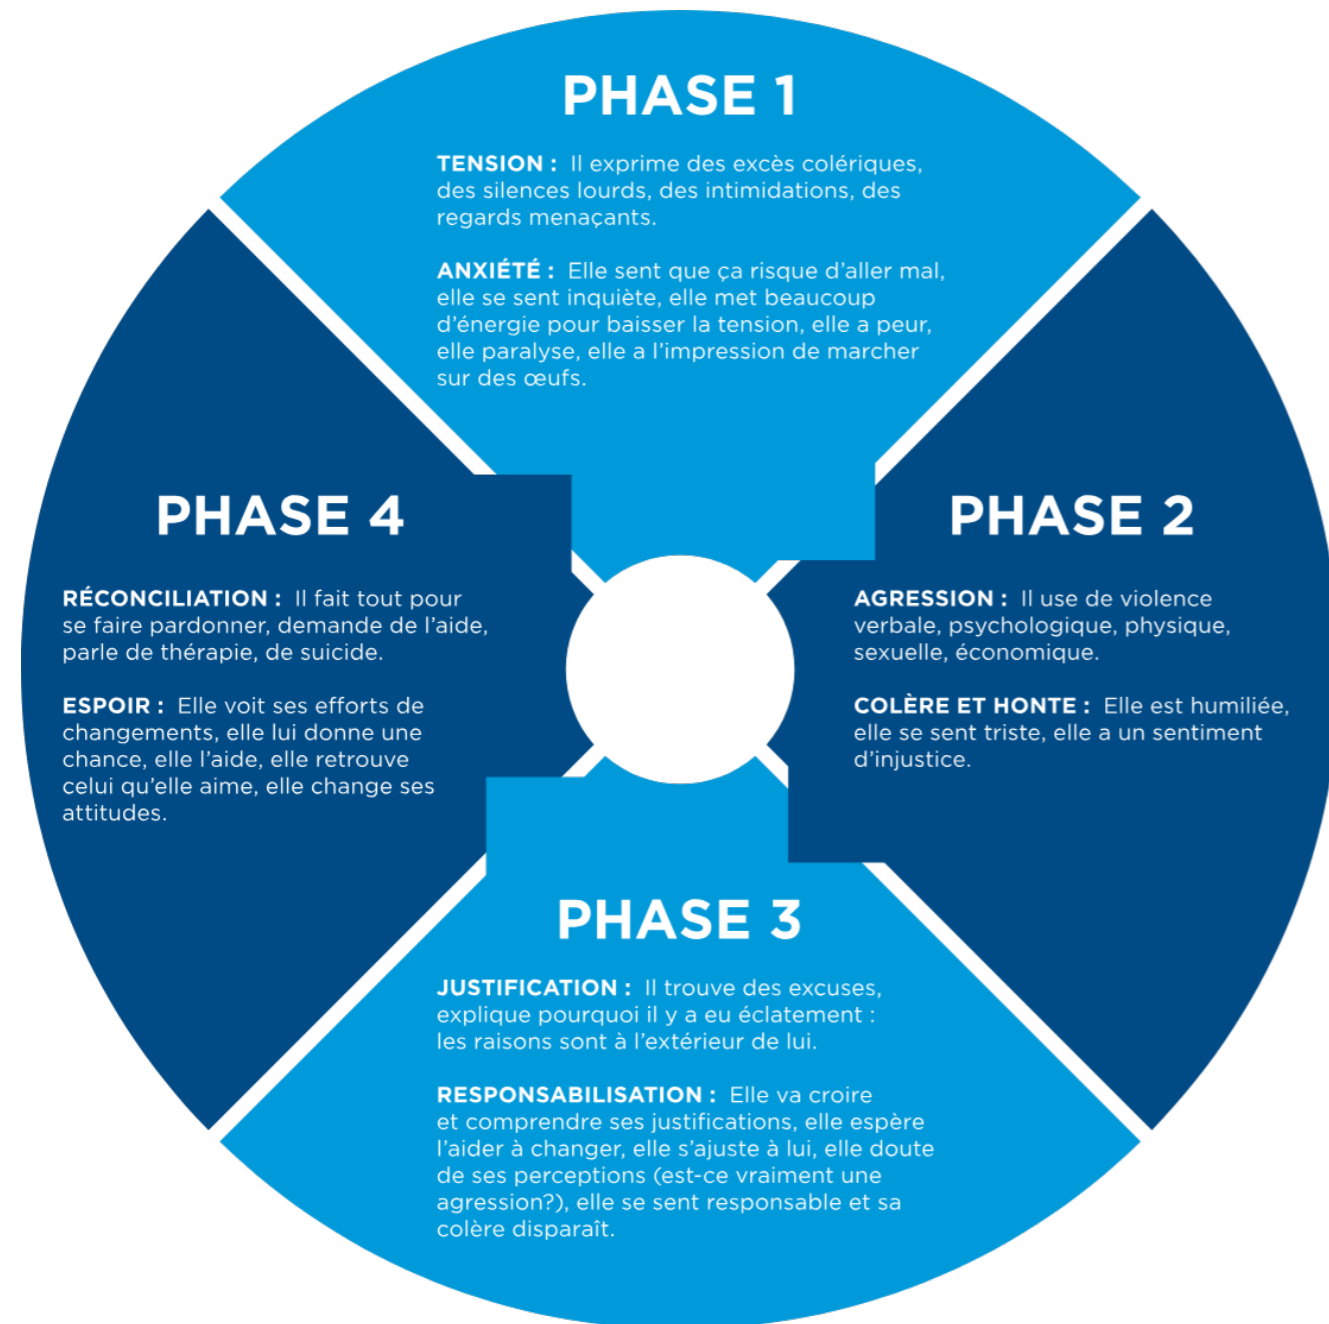 PHASE 1
TENSION : Il exprime des excès colériques,
des silences lourds, des intimidations, des
regards menaçants.
ANXIÉTÉ : Elle sent que ça risque d’aller mal,
elle se sent inquiète, elle met beaucoup
d’énergie pour baisser la tension, elle a peur,
elle paralyse, elle a l’impression de marcher
sur des œufs.
PHASE 2
AGRESSION : Il use de violence
verbale, psychologique, physique,
sexuelle, économique.
COLÈRE ET HONTE : Elle est humiliée,
elle se sent triste, elle a un sentiment
d’injustice.
PHASE 3
JUSTIFICATION : Il trouve des excuses,
explique pourquoi il y a eu éclatement :
les raisons sont à l’extérieur de lui.
RESPONSABILISATION : Elle va croire
et comprendre ses justifications, elle espère
l’aider à changer, elle s’ajuste à lui, elle doute
de ses perceptions (est-ce vraiment une
agression?), elle se sent responsable et sa
colère disparaît.
PHASE 4
RÉCONCILIATION : Il fait tout pour
se faire pardonner, demande de l’aide,
parle de thérapie, de suicide.
ESPOIR : Elle voit ses efforts de
changements, elle lui donne une
chance, elle l’aide, elle retrouve
celui qu’elle aime, elle change ses
attitudes.